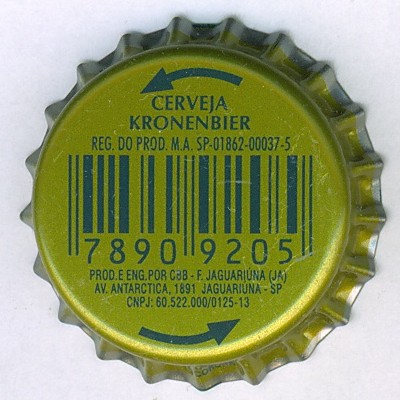 CERVEJA
KRONENBIER
REG. DO PROD. M.A. SP-01862-00037-5
7890 9205
PROD.E ENG.POR CBB - F. JAGUARIÚNA (JA)
AV. ANTARCTICA, 1891 JAGUARIUNA - SP
CNPJ: 60.522.000/0125-13